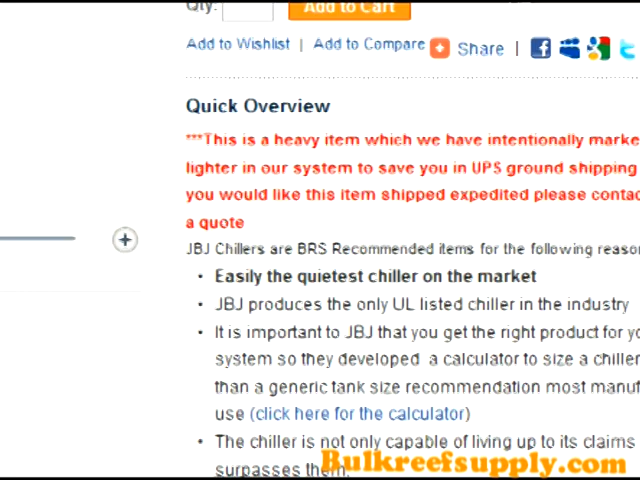 Qty:
Add to Cart
Add to Wishlist | Add to Compare Share |
Quick Overview
***This is a heavy item which we have intentionally marke
lighter in our system to save you in UPS ground shipping
you would like this item shipped expedited please contac
a quote
JBJ Chillers are BRS Recommended items for the following reaso
• Easily the quietest chiller on the market
• JBJ produces the only UL listed chiller in the industry
• It is important to JBJ that you get the right product for yo
system so they developed a calculator to size a chiller
than a generic tank size recommendation most manuf
use (click here for the calculator)
• The chiller is not only capable of living up to its claims
surpasses them.
Bulkreefsupply.com